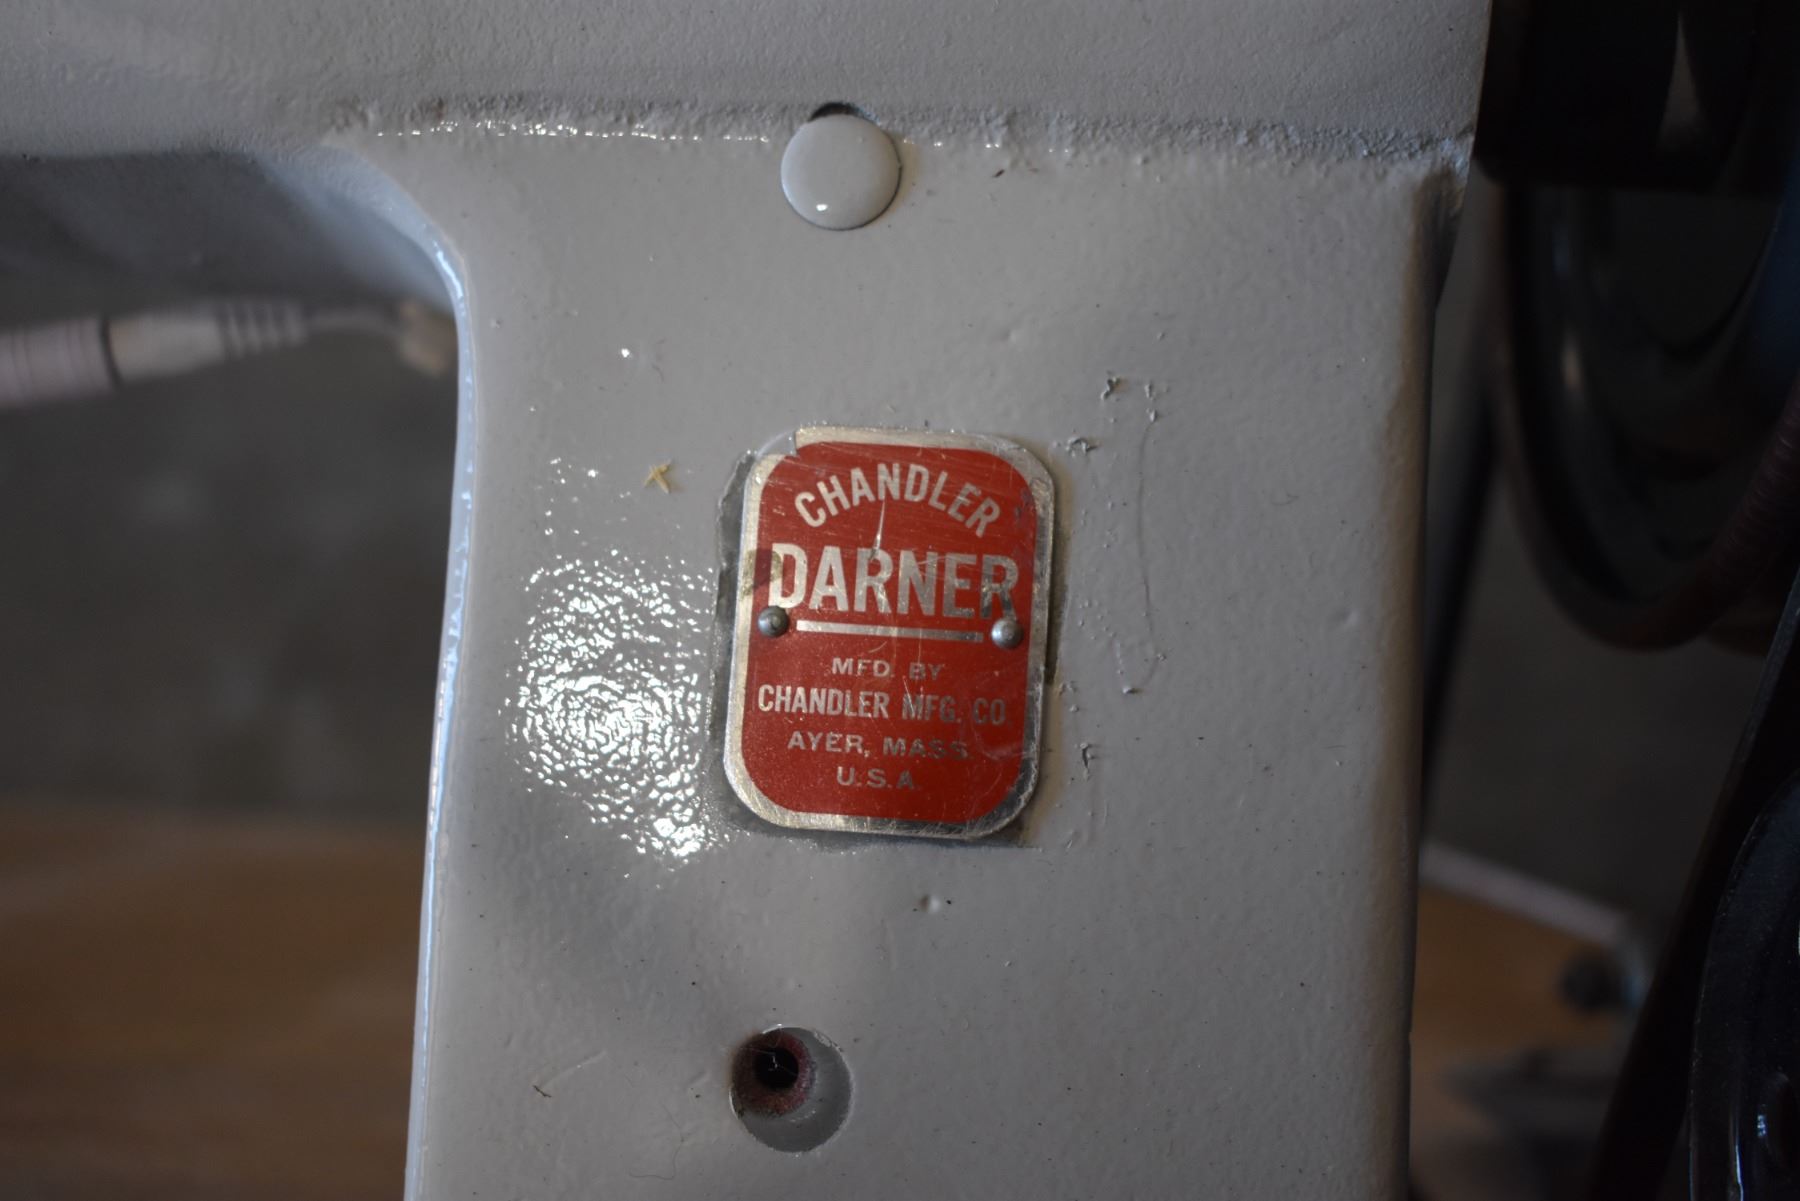 CHANDLER
DARNER
MFD. BY
CHANDLER MFG. CO.
AYER, MASS.
U.S.A.